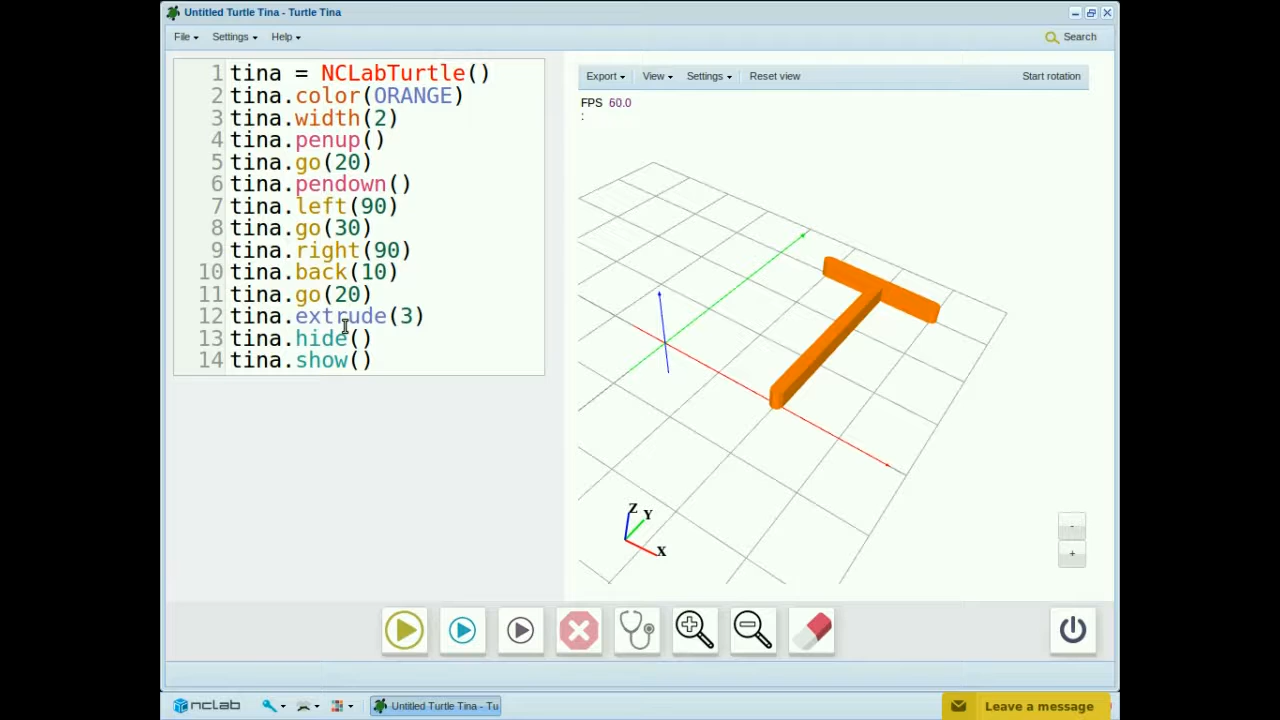 Untitled Turtle Tina - Turtle Tina
File Settings Help Search
1 tina = NCLabTurtle()
2 tina.color(ORANGE)
3 tina.width(2)
4 tina.penup()
5 tina.go(20)
6 tina.pendown()
7 tina.left(90)
8 tina.go(30)
9 tina.right(90)
10 tina.back(10)
11 tina.go(20)
12 tina.extrude(3)
13 tina.hide()
14 tina.show()
Export View Settings Reset view Start rotation
FPS 60.0
:
Z
Y
X
-
+
nclab Untitled Turtle Tina - Tu Leave a message